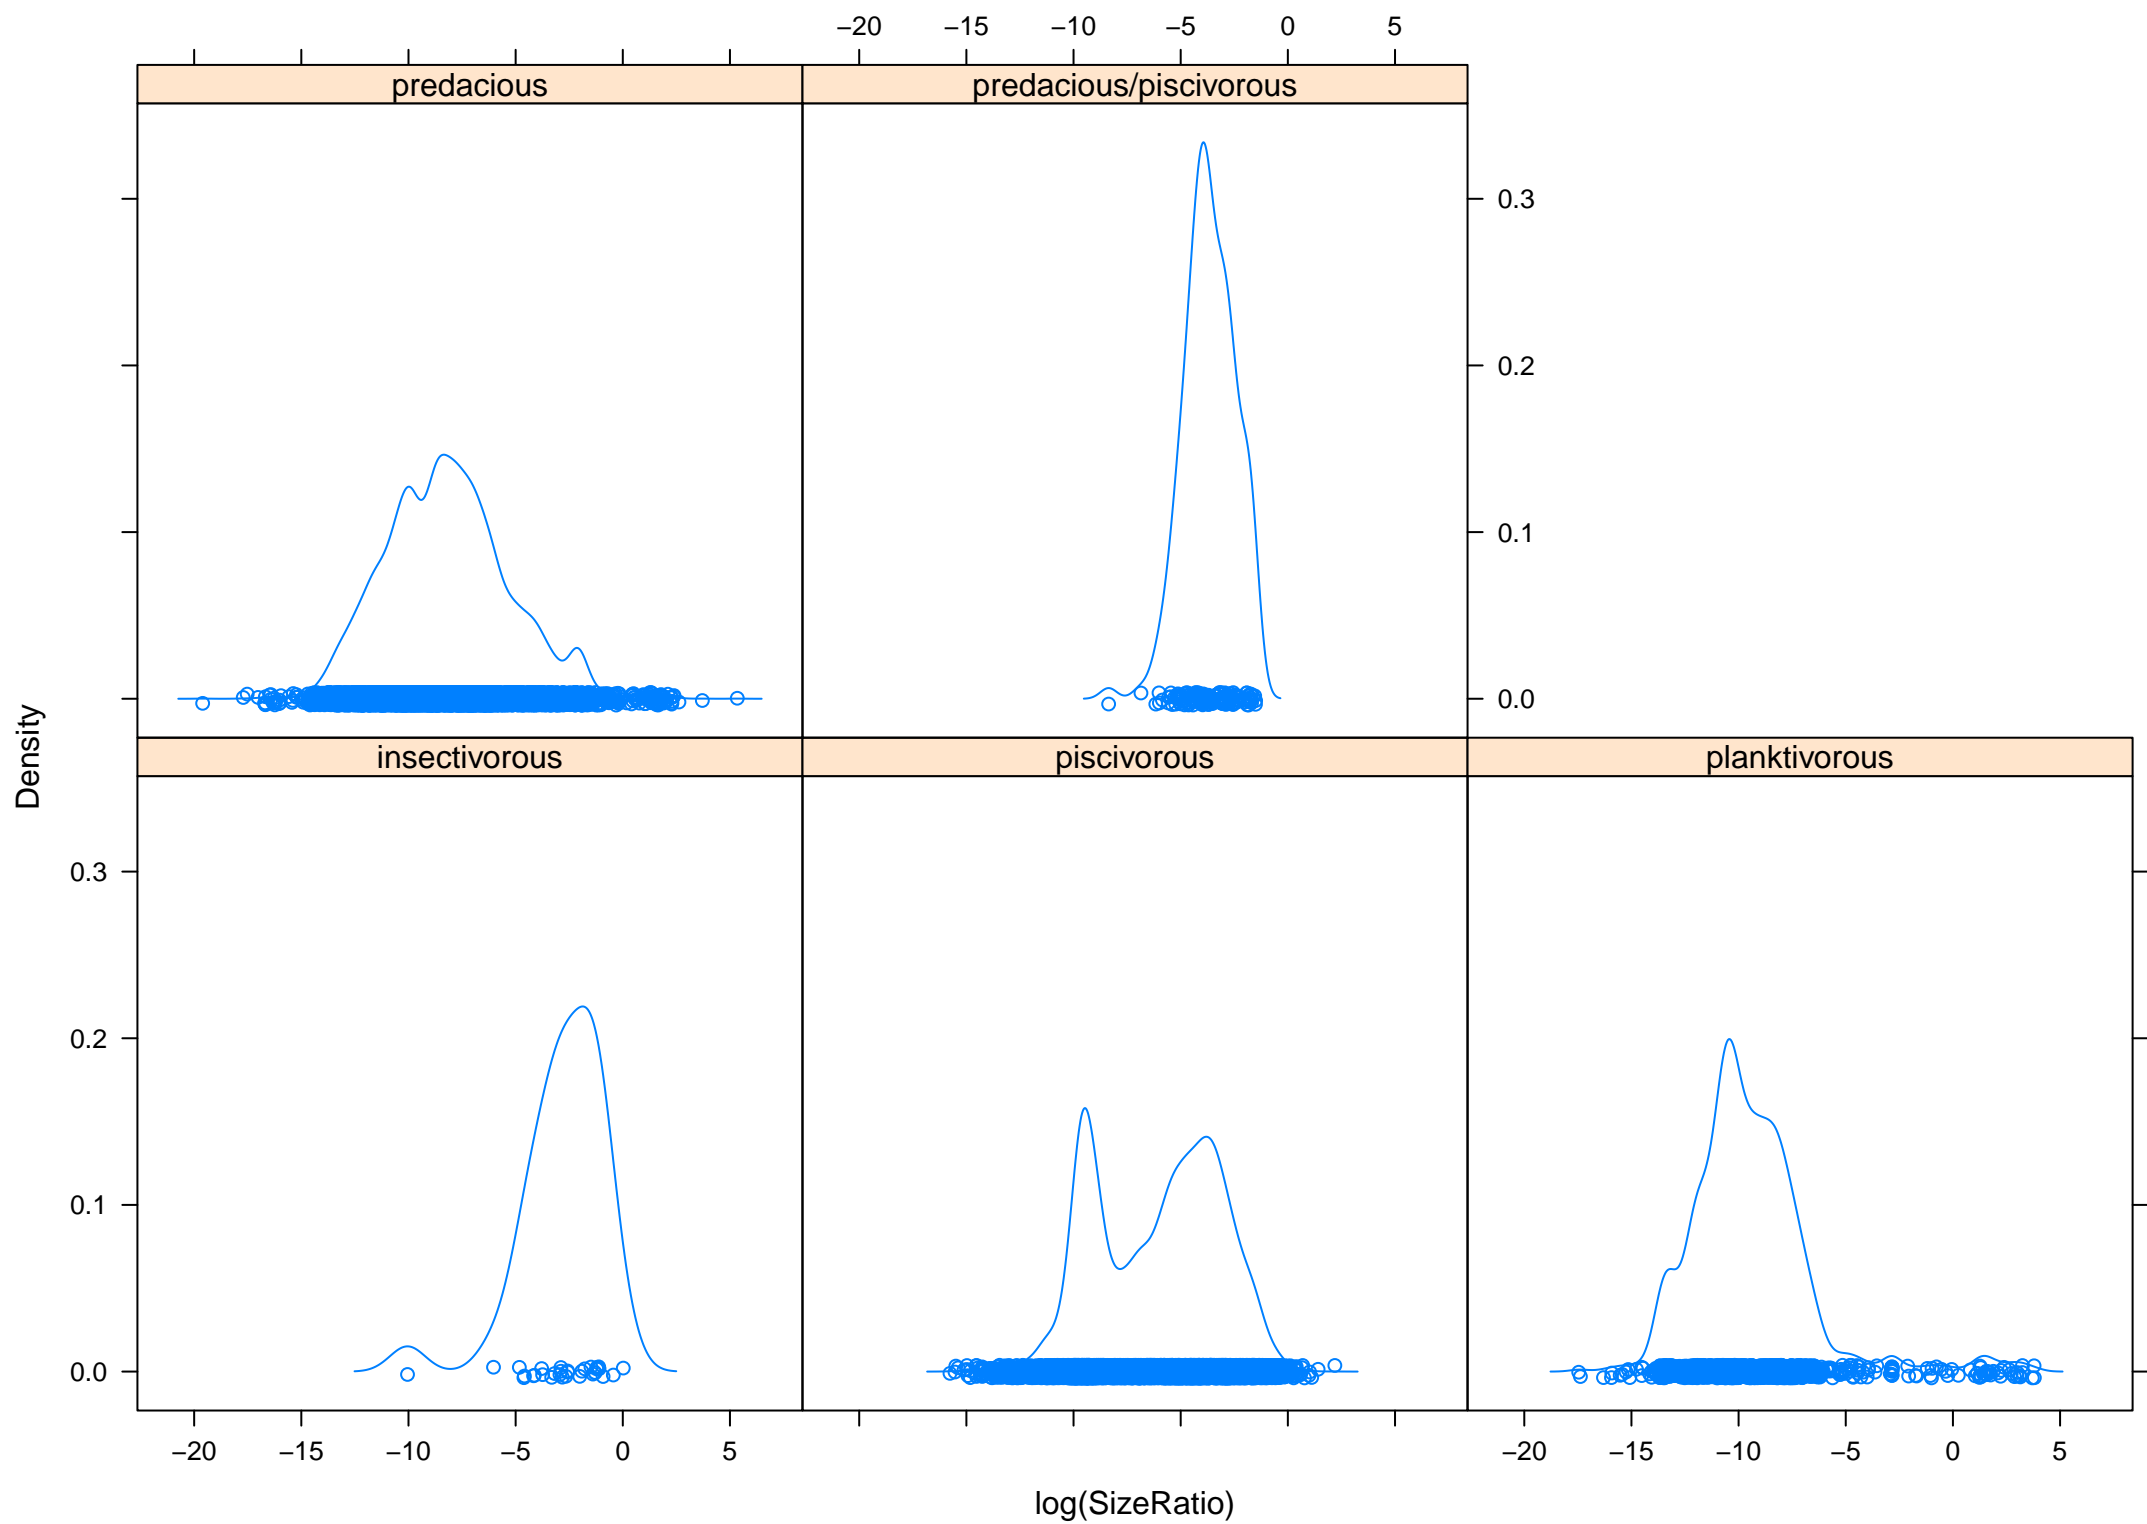 −20 −15 −10 −5 0 5
predacious predacious/piscivorous
0.3
0.2
0.1
0.0
Density
insectivorous piscivorous planktivorous
0.3
0.2
0.1
0.0
−20 −15 −10 −5 0 5 −20 −15 −10 −5 0 5
log(SizeRatio)